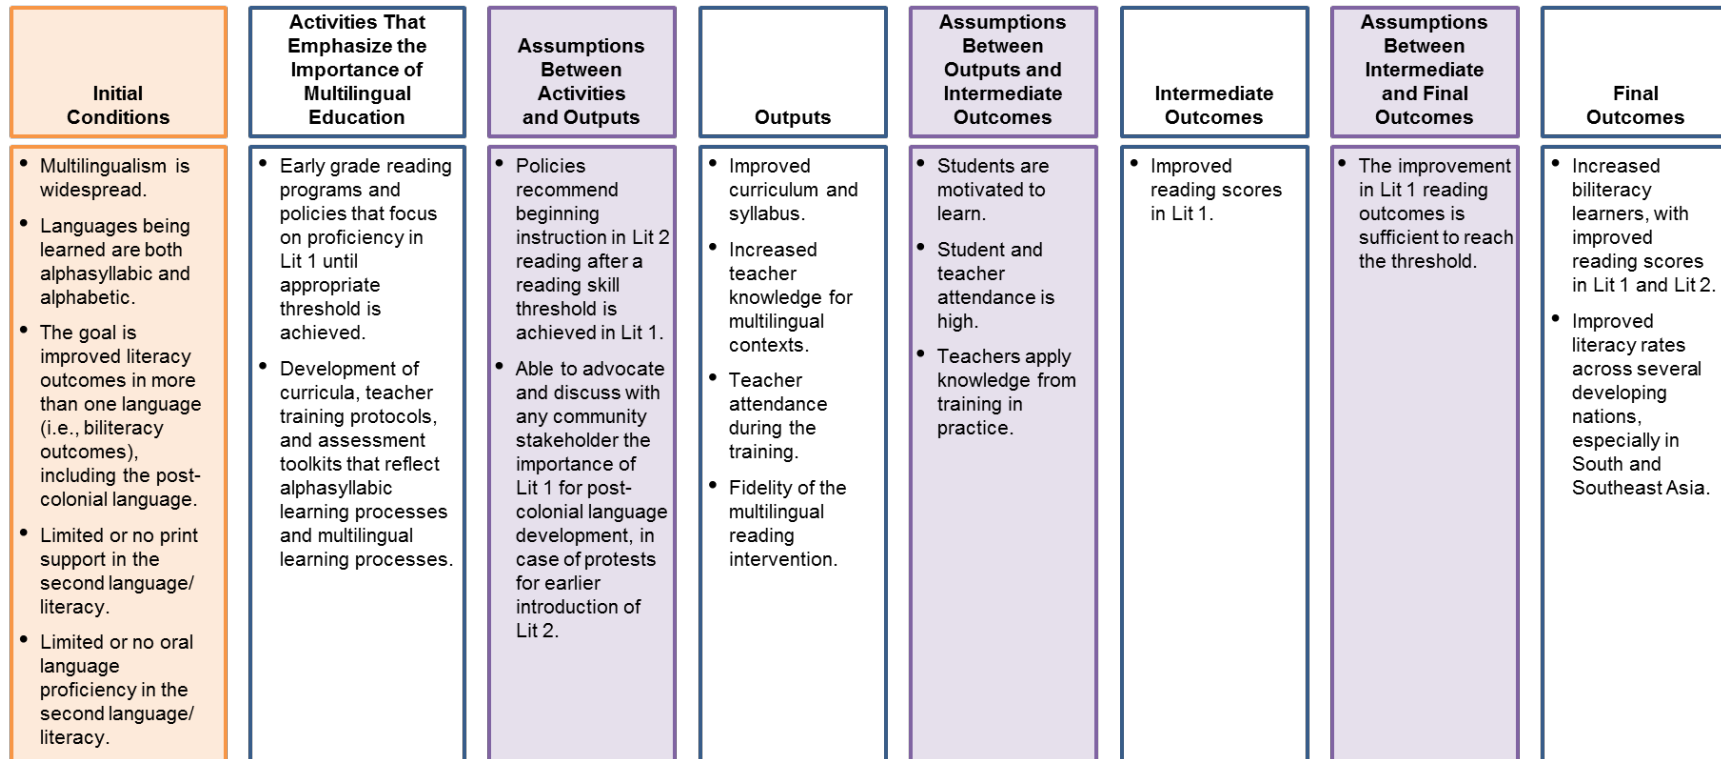 Initial
Conditions
Activities That
Emphasize the
Importance of
Multilingual
Education
Assumptions
Between
Activities
and Outputs
Outputs
Assumptions
Between
Outputs and
Intermediate
Outcomes
Intermediate
Outcomes
Assumptions
Between
Intermediate
and Final
Outcomes
Final
Outcomes
• Multilingualism is
widespread.
• Languages being
learned are both
alphasyllabic and
alphabetic.
• The goal is
improved literacy
outcomes in more
than one language
(i.e., biliteracy
outcomes),
including the post-
colonial language.
• Limited or no print
support in the
second language/
literacy.
• Limited or no oral
language
proficiency in the
second language/
literacy.
• Early grade reading
programs and
policies that focus
on proficiency in
Lit 1 until
appropriate
threshold is
achieved.
• Development of
curricula, teacher
training protocols,
and assessment
toolkits that reflect
alphasyllabic
learning processes
and multilingual
learning processes.
• Policies
recommend
beginning
instruction in Lit 2
reading after a
reading skill
threshold is
achieved in Lit 1.
• Able to advocate
and discuss with
any community
stakeholder the
importance of
Lit 1 for post-
colonial language
development, in
case of protests
for earlier
introduction of
Lit 2.
• Improved
curriculum and
syllabus.
• Increased
teacher
knowledge for
multilingual
contexts.
• Teacher
attendance
during the
training.
• Fidelity of the
multilingual
reading
intervention.
• Students are
motivated to
learn.
• Student and
teacher
attendance is
high.
• Teachers apply
knowledge from
training in
practice.
• Improved
reading scores
in Lit 1.
• The improvement
in Lit 1 reading
outcomes is
sufficient to reach
the threshold.
• Increased
biliteracy
learners, with
improved
reading scores
in Lit 1 and Lit 2.
• Improved
literacy rates
across several
developing
nations,
especially in
South and
Southeast Asia.